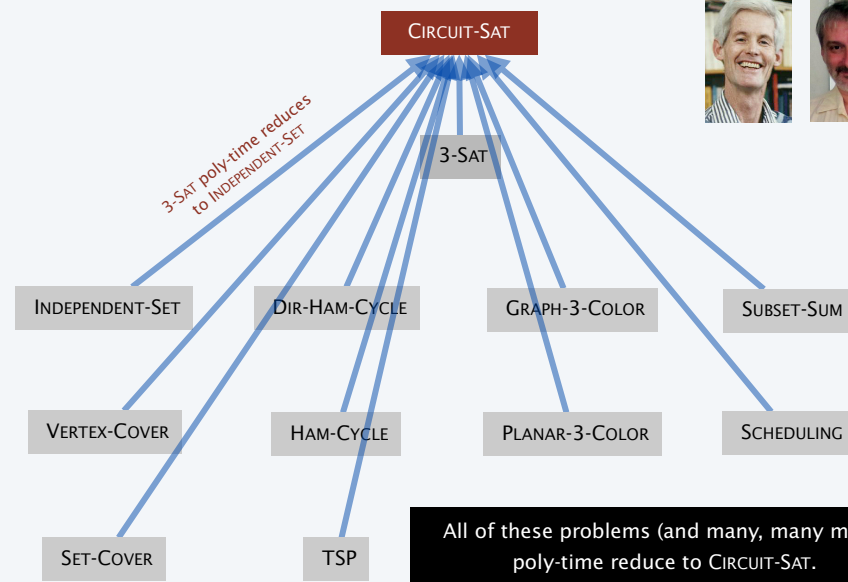 CIRCUIT-SAT
3-SAT poly-time reduces
to INDEPENDENT-SET
3-SAT
INDEPENDENT-SET
DIR-HAM-CYCLE
GRAPH-3-COLOR
SUBSET-SUM
VERTEX-COVER
HAM-CYCLE
PLANAR-3-COLOR
SCHEDULING
SET-COVER
TSP
All of these problems (and many, many m
poly-time reduce to CIRCUIT-SAT.